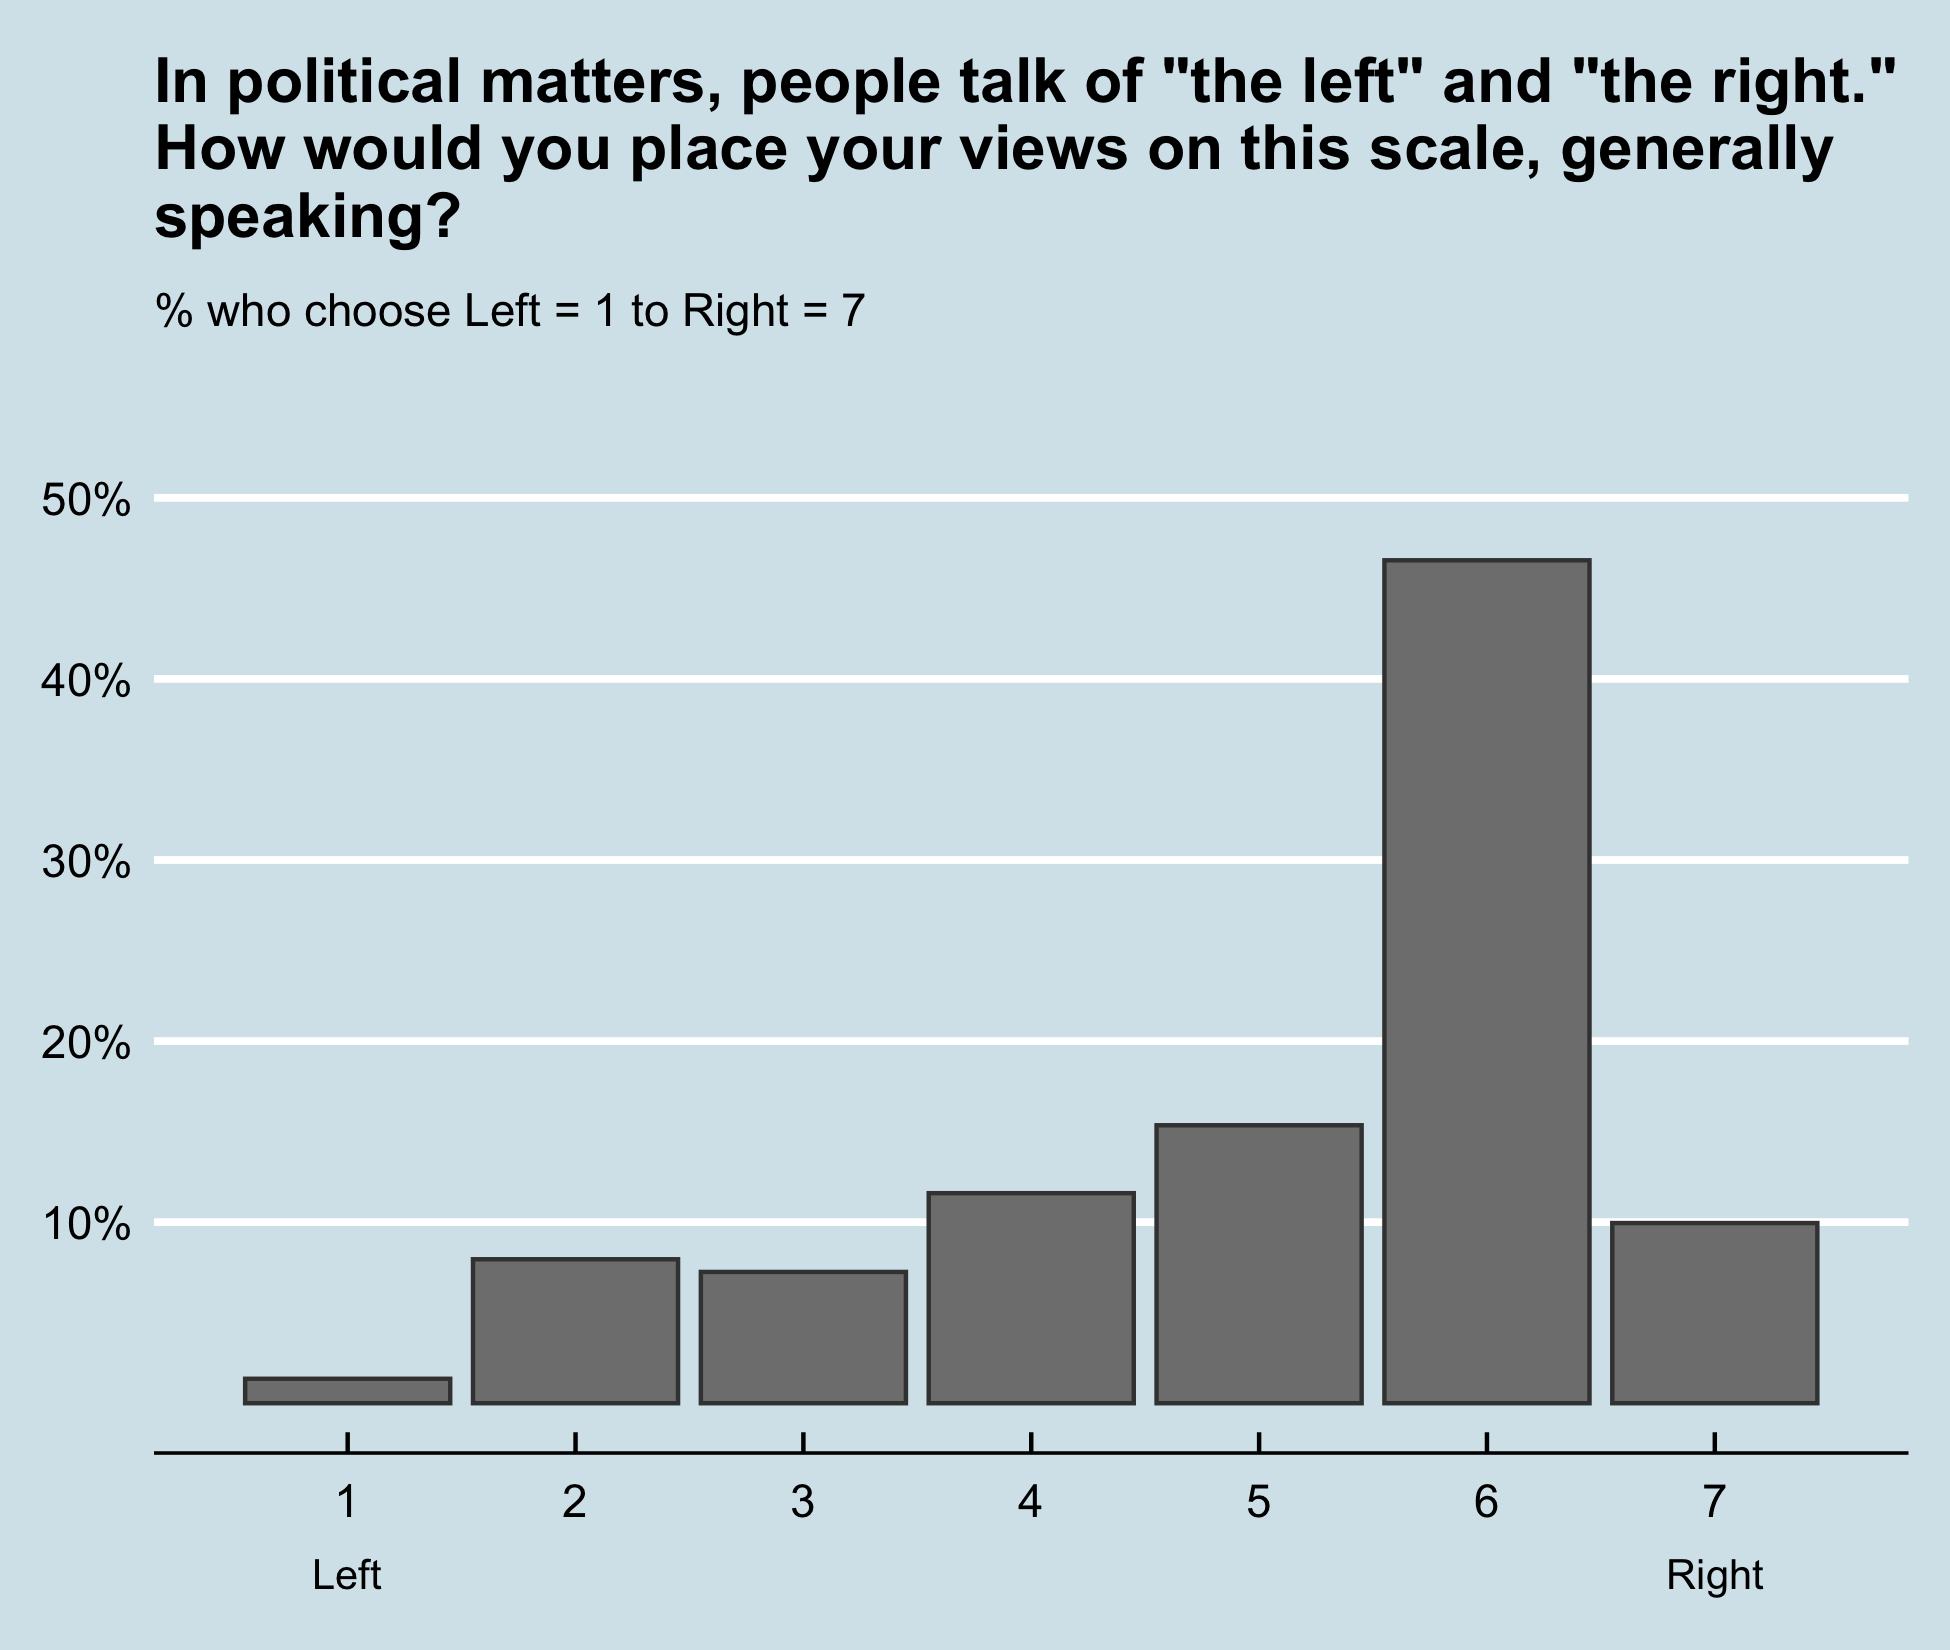 In political matters, people talk of "the left" and "the right."
How would you place your views on this scale, generally
speaking?
% who choose Left = 1 to Right = 7
50%
40%
30%
20%
10%
1 2 3 4 5 6 7
Left Right